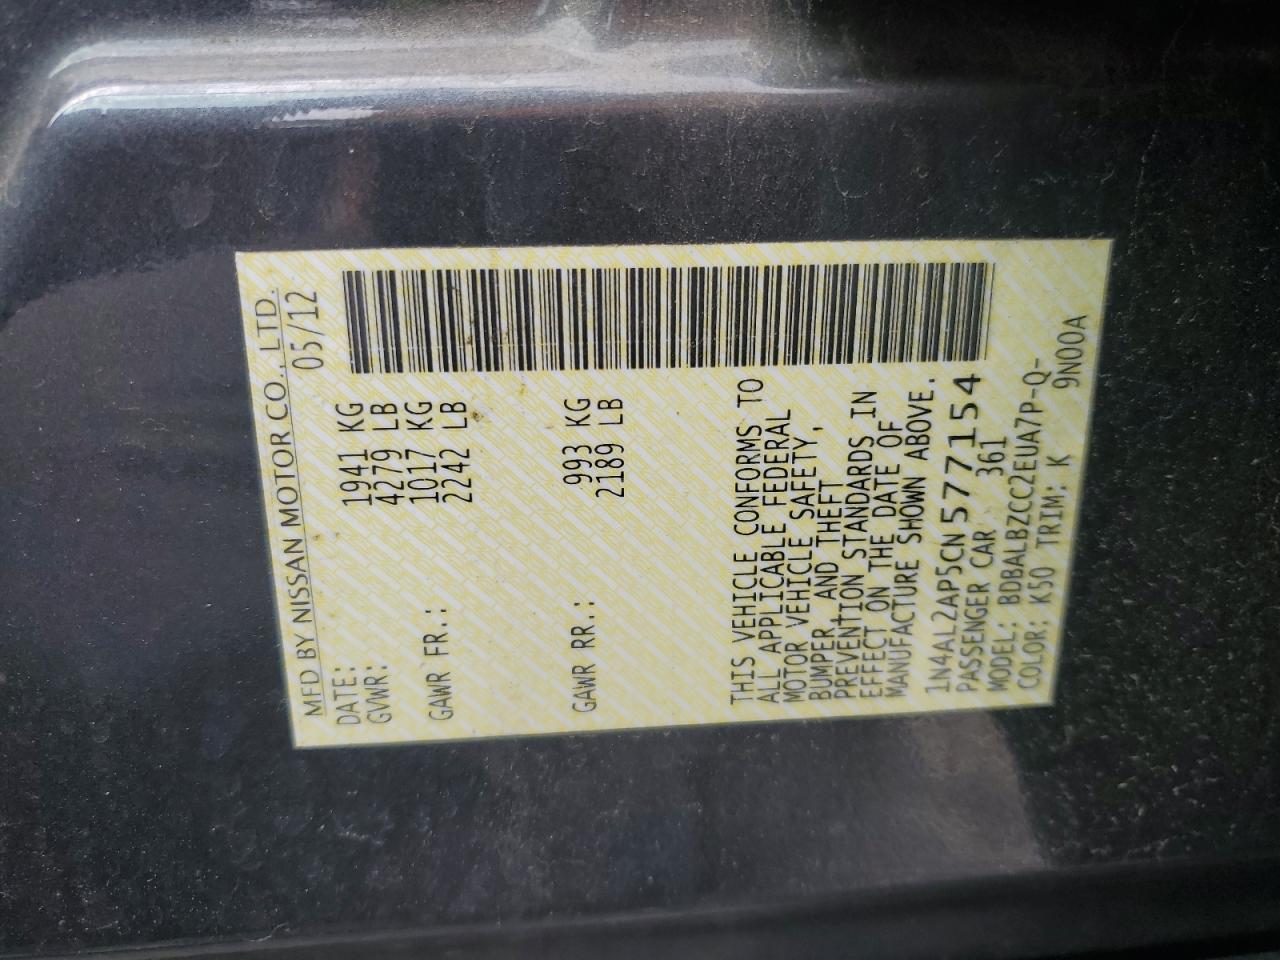 MFD BY NISSAN MOTOR CO., LTD.
DATE: 05/12
GVWR: 1941 KG
4279 LB
GAWR FR.: 1017 KG
2242 LB
GAWR RR.: 993 KG
2189 LB
THIS VEHICLE CONFORMS TO
ALL APPLICABLE FEDERAL
MOTOR VEHICLE SAFETY,
BUMPER, AND THEFT
PREVENTION STANDARDS IN
EFFECT ON THE DATE OF
MANUFACTURE SHOWN ABOVE.
1N4AL2AP5CN577154
PASSENGER CAR 361
MODEL: BDBALBZCC2EUA7P-Q-
COLOR: K50 TRIM: K 9N00A